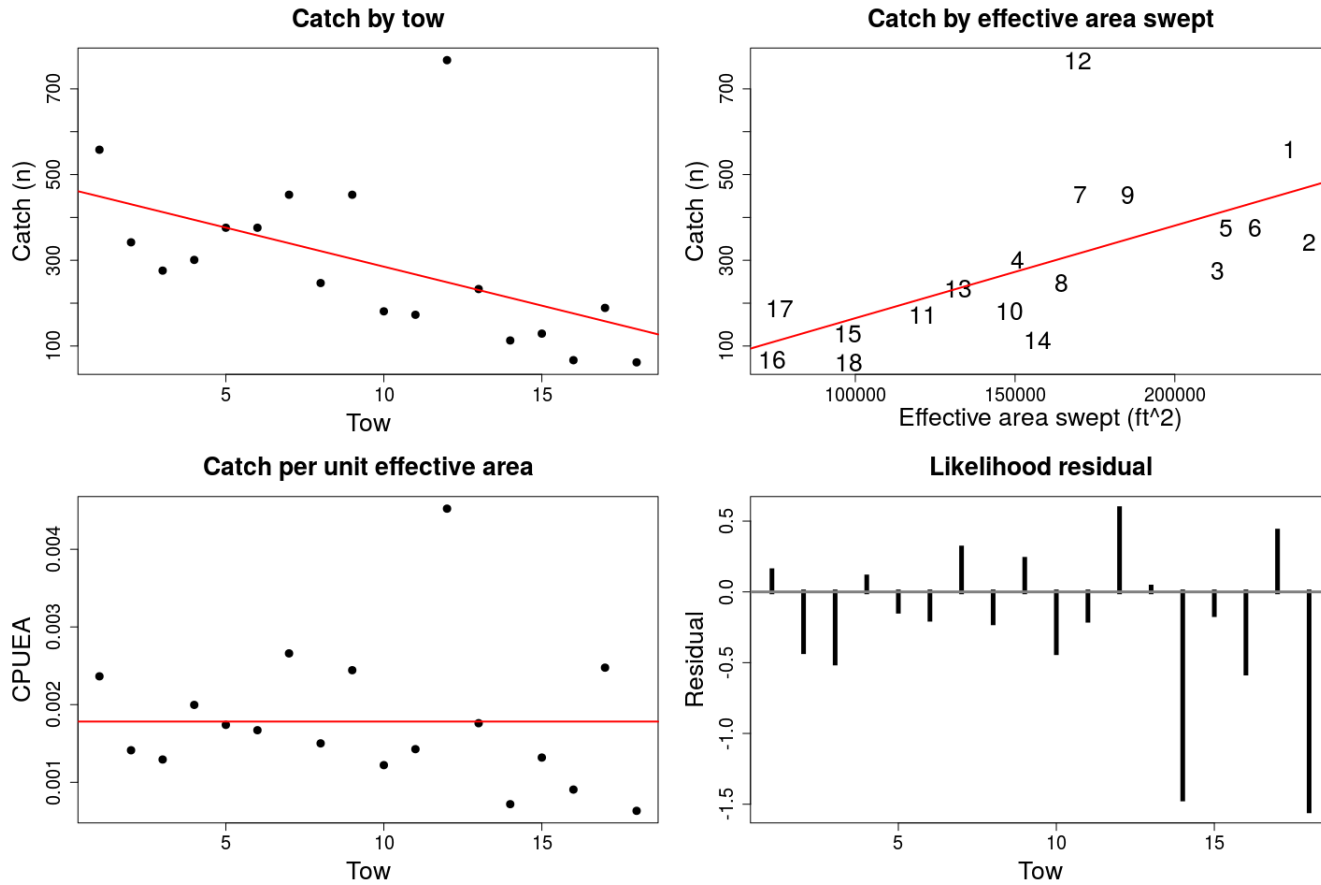 Catch by tow
Catch (n)
700
500
300
100
5 10 15
Tow
Catch by effective area swept
Catch (n)
700
500
300
100
12
1
7 9
5 6
2
4
3
8
13
17
10
11
14
15
16
18
100000 150000 200000
Effective area swept (ft^2)
Catch per unit effective area
CPUEA
0.004
0.003
0.002
0.001
5 10 15
Tow
Likelihood residual
Residual
0.5
0.0
-0.5
-1.0
-1.5
5 10 15
Tow